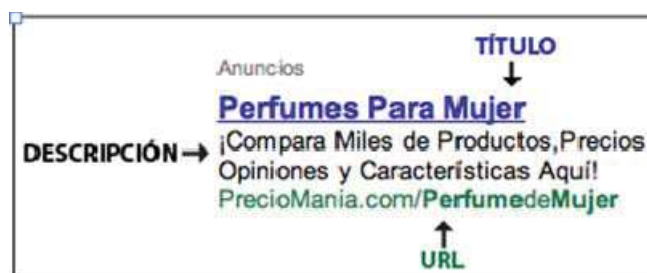 TÍTULO
Anuncios
Perfumes Para Mujer
¡Compara Miles de Productos,Precios
DESCRIPCIÓN
Opiniones y Características Aquí!
PrecioMania.com/PerfumedeMujer
URL